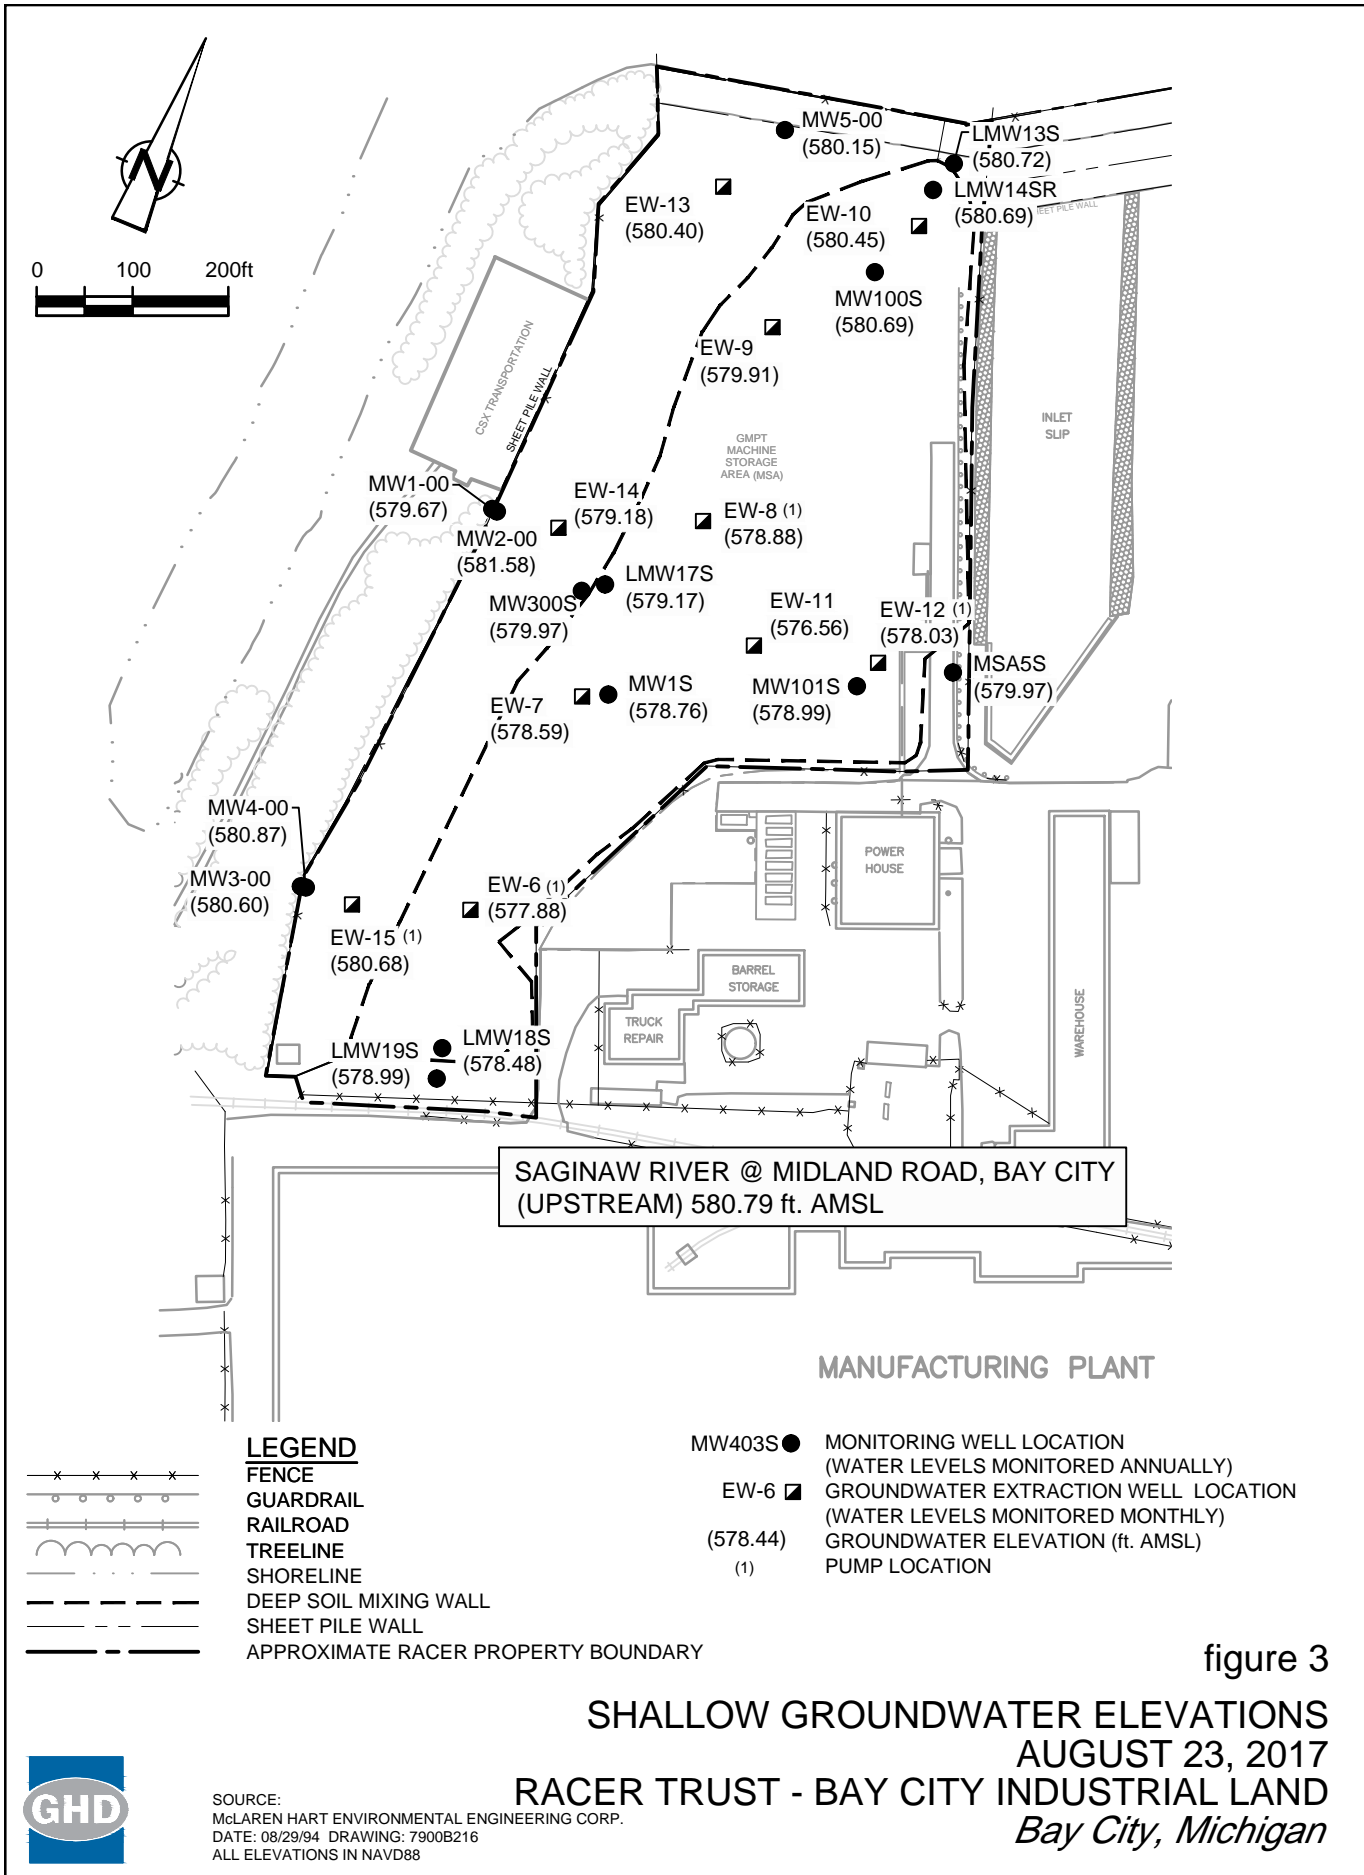 N
0 100 200ft
MW5-00
(580.15)
LMW13S
(580.72)
LMW14SR
(580.69)
EET PILE WALL
EW-13
(580.40)
EW-10
(580.45)
MW100S
(580.69)
EW-9
(579.91)
CSX TRANSPORTATION
SHEET PILE WALL
INLET
SLIP
GMPT
MACHINE
STORAGE
AREA (MSA)
MW1-00
(579.67)
EW-14
(579.18)
EW-8 (1)
(578.88)
MW2-00
(581.58)
LMW17S
(579.17)
MW300S
(579.97)
EW-11
(576.56)
EW-12 (1)
(578.03)
MSA5S
(579.97)
MW1S
(578.76)
MW101S
(578.99)
EW-7
(578.59)
MW4-00
(580.87)
MW3-00
(580.60)
EW-6 (1)
(577.88)
EW-15 (1)
(580.68)
POWER
HOUSE
BARREL
STORAGE
TRUCK
REPAIR
WAREHOUSE
LMW19S
(578.99)
LMW18S
(578.48)
SAGINAW RIVER @ MIDLAND ROAD, BAY CITY
(UPSTREAM) 580.79 ft. AMSL
MANUFACTURING PLANT
LEGEND
FENCE
GUARDRAIL
RAILROAD
TREELINE
SHORELINE
DEEP SOIL MIXING WALL
SHEET PILE WALL
APPROXIMATE RACER PROPERTY BOUNDARY
MW403S MONITORING WELL LOCATION
(WATER LEVELS MONITORED ANNUALLY)
EW-6 GROUNDWATER EXTRACTION WELL LOCATION
(WATER LEVELS MONITORED MONTHLY)
(578.44) GROUNDWATER ELEVATION (ft. AMSL)
(1) PUMP LOCATION
figure 3
SHALLOW GROUNDWATER ELEVATIONS
AUGUST 23, 2017
RACER TRUST - BAY CITY INDUSTRIAL LAND
Bay City, Michigan
GHD
SOURCE:
McLAREN HART ENVIRONMENTAL ENGINEERING CORP.
DATE: 08/29/94 DRAWING: 7900B216
ALL ELEVATIONS IN NAVD88